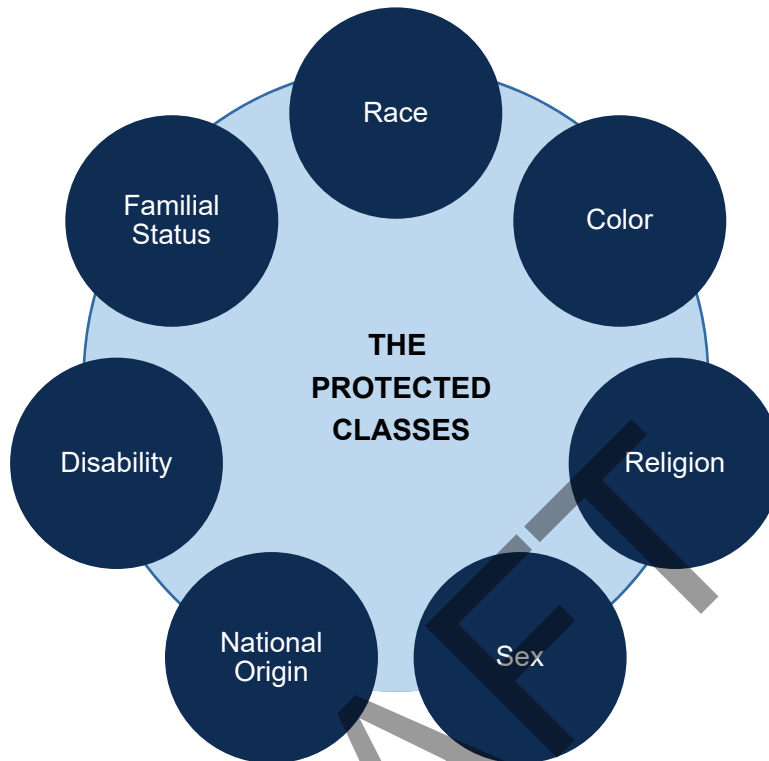 Race
Color
Familial
Status
THE
PROTECTED
CLASSES
Disability
Religion
National
Origin
Sex